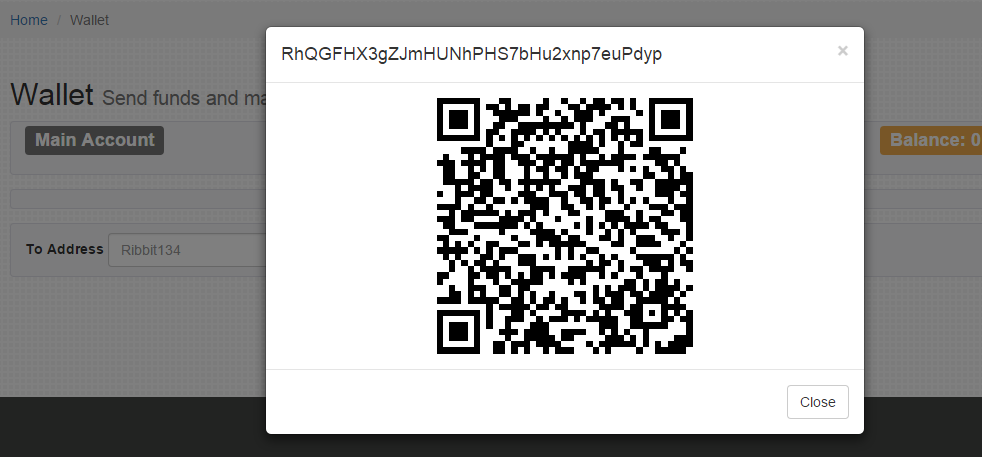 Home / Wallet
RhQGFHX3gZJmHUNhPHS7bHu2xnp7euPdyp ×
Wallet Send funds and ma
Main Account
Balance: 0
To Address
Ribbit134
Close